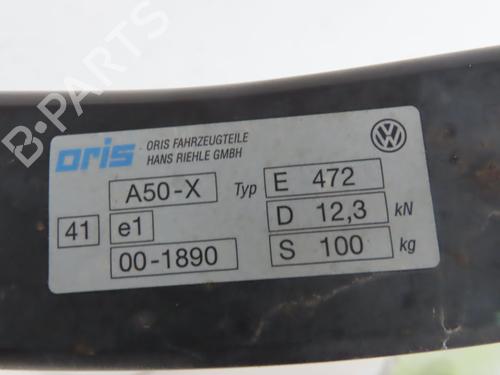 B-PARTS
oris
ORIS FAHRZEUGTEILE
HANS RIEHLE GMBH
A50-X Typ E 472
41 e1 D 12,3 kN
00-1890 S 100 kg